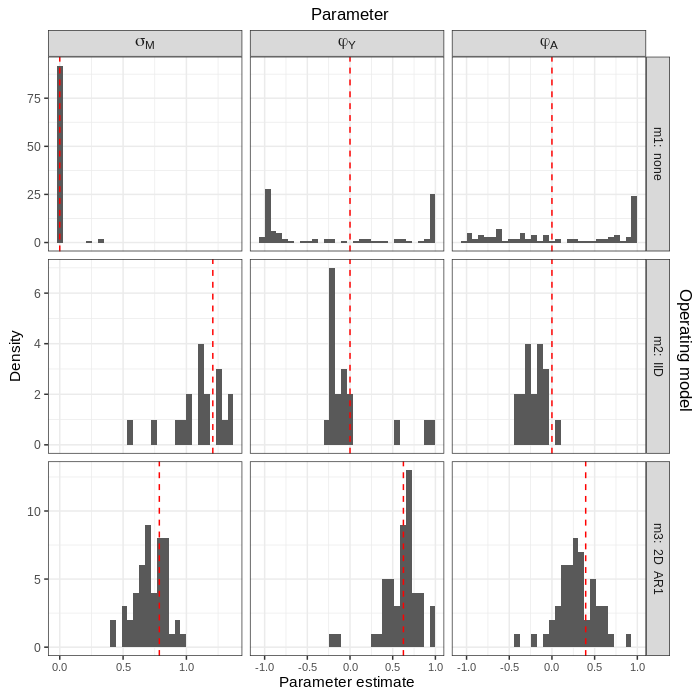 Parameter
σM
φY
φA
75
50
25
0
m1: none
6
4
2
0
m2: IID
10
5
0
m3: 2D AR1
Density
Operating model
0.0 0.5 1.0
-1.0 -0.5 0.0 0.5 1.0
-1.0 -0.5 0.0 0.5 1.0
Parameter estimate